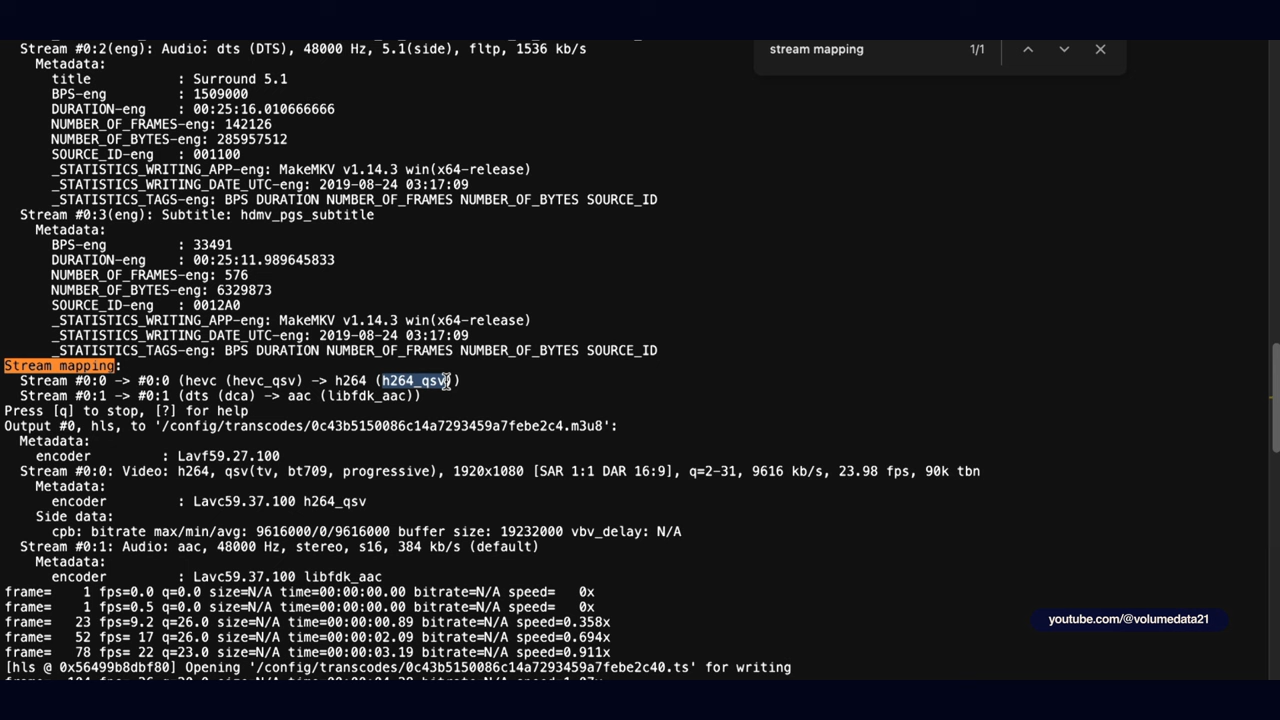 stream mapping 1/1
Stream #0:2(eng): Audio: dts (DTS), 48000 Hz, 5.1(side), fltp, 1536 kb/s
Metadata:
title : Surround 5.1
BPS-eng : 1509000
DURATION-eng : 00:25:16.010666666
NUMBER_OF_FRAMES-eng: 142126
NUMBER_OF_BYTES-eng: 285957512
SOURCE_ID-eng : 001100
_STATISTICS_WRITING_APP-eng: MakeMKV v1.14.3 win(x64-release)
_STATISTICS_WRITING_DATE_UTC-eng: 2019-08-24 03:17:09
_STATISTICS_TAGS-eng: BPS DURATION NUMBER_OF_FRAMES NUMBER_OF_BYTES SOURCE_ID
Stream #0:3(eng): Subtitle: hdmv_pgs_subtitle
Metadata:
BPS-eng : 33491
DURATION-eng : 00:25:11.989645833
NUMBER_OF_FRAMES-eng: 576
NUMBER_OF_BYTES-eng: 6329873
SOURCE_ID-eng : 0012A0
_STATISTICS_WRITING_APP-eng: MakeMKV v1.14.3 win(x64-release)
_STATISTICS_WRITING_DATE_UTC-eng: 2019-08-24 03:17:09
_STATISTICS_TAGS-eng: BPS DURATION NUMBER_OF_FRAMES NUMBER_OF_BYTES SOURCE_ID
Stream mapping:
Stream #0:0 -> #0:0 (hevc (hevc_qsv) -> h264 (h264_qsv))
Stream #0:1 -> #0:1 (dts (dca) -> aac (libfdk_aac))
Press [q] to stop, [?] for help
Output #0, hls, to '/config/transcodes/0c43b5150086c14a7293459a7febe2c4.m3u8':
Metadata:
encoder : Lavf59.27.100
Stream #0:0: Video: h264, qsv(tv, bt709, progressive), 1920x1080 [SAR 1:1 DAR 16:9], q=2-31, 9616 kb/s, 23.98 fps, 90k tbn
Metadata:
encoder : Lavc59.37.100 h264_qsv
Side data:
cpb: bitrate max/min/avg: 9616000/0/9616000 buffer size: 19232000 vbv_delay: N/A
Stream #0:1: Audio: aac, 48000 Hz, stereo, s16, 384 kb/s (default)
Metadata:
encoder : Lavc59.37.100 libfdk_aac
frame= 1 fps=0.0 q=0.0 size=N/A time=00:00:00.00 bitrate=N/A speed= 0x
frame= 1 fps=0.5 q=0.0 size=N/A time=00:00:00.00 bitrate=N/A speed= 0x
frame= 23 fps=9.2 q=26.0 size=N/A time=00:00:00.89 bitrate=N/A speed=0.358x
frame= 52 fps= 17 q=26.0 size=N/A time=00:00:02.09 bitrate=N/A speed=0.694x
frame= 78 fps= 22 q=23.0 size=N/A time=00:00:03.19 bitrate=N/A speed=0.911x
[hls @ 0x56499b8dbf80] Opening '/config/transcodes/0c43b5150086c14a7293459a7febe2c40.ts' for writing
youtube.com/@volumedata21